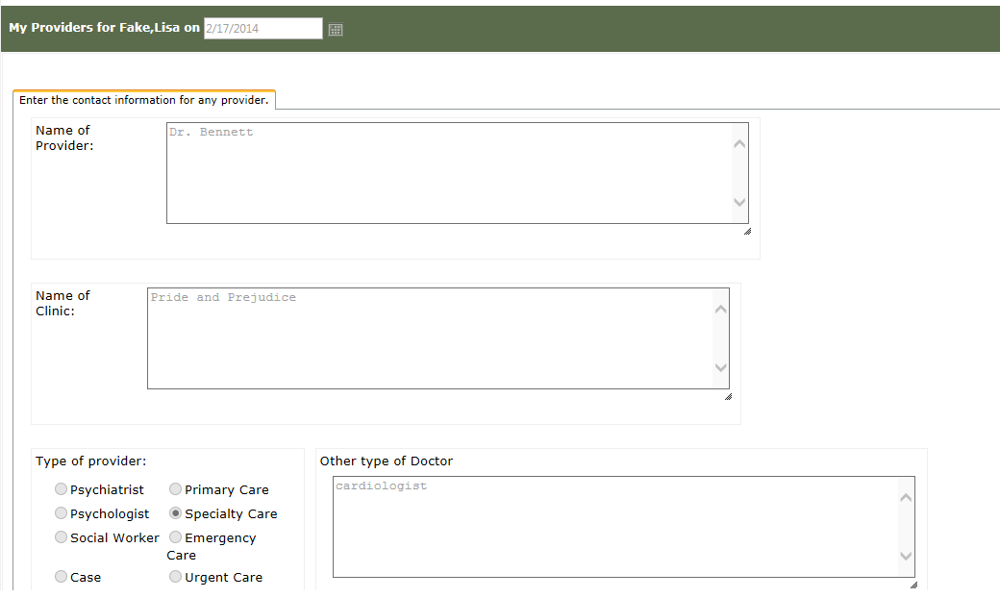 My Providers for Fake,Lisa on 2/17/2014
Enter the contact information for any provider.
Name of
Provider:
Dr. Bennett
Name of
Clinic:
Pride and Prejudice
Type of provider:
Psychiatrist Primary Care
Psychologist Specialty Care
Social Worker Emergency
Care
Case Urgent Care
Other type of Doctor
cardiologist